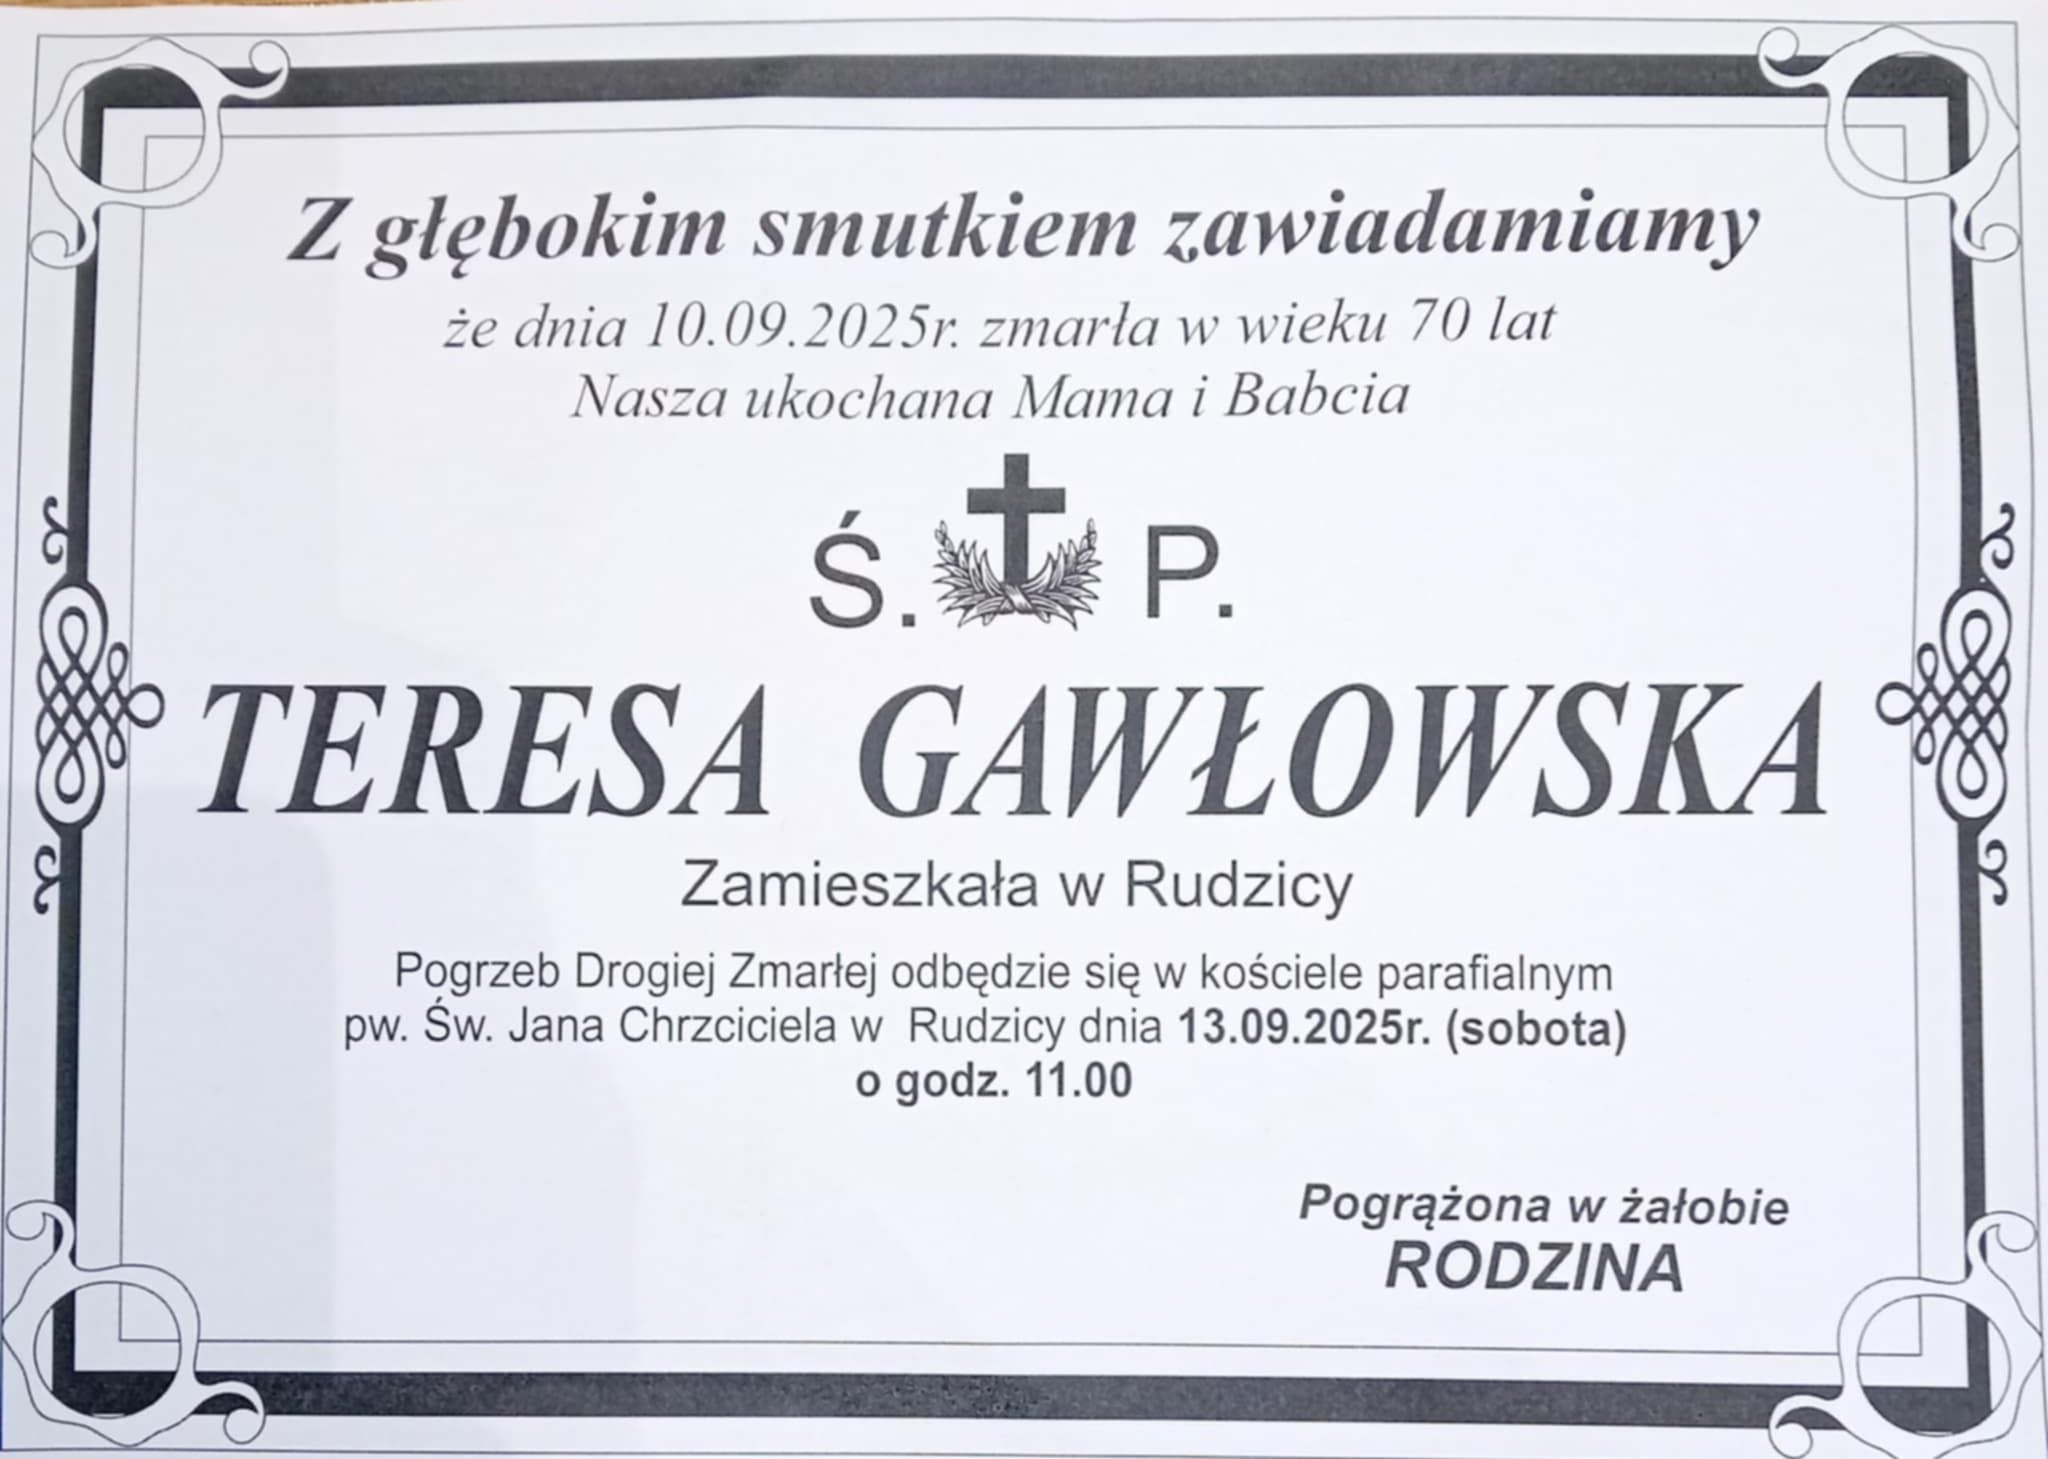 Z głębokim smutkiem zawiadamiamy
że dnia 10.09.2025r. zmarła w wieku 70 lat
Nasza ukochana Mama i Babcia
Ś. P.
TERESA GAWŁOWSKA
Zamieszkała w Rudzicy
Pogrzeb Drogiej Zmarłej odbędzie się w kościele parafialnym
pw. Św. Jana Chrzciciela w Rudzicy dnia 13.09.2025r. (sobota)
o godz. 11.00
Pogrążona w żałobie
RODZINA